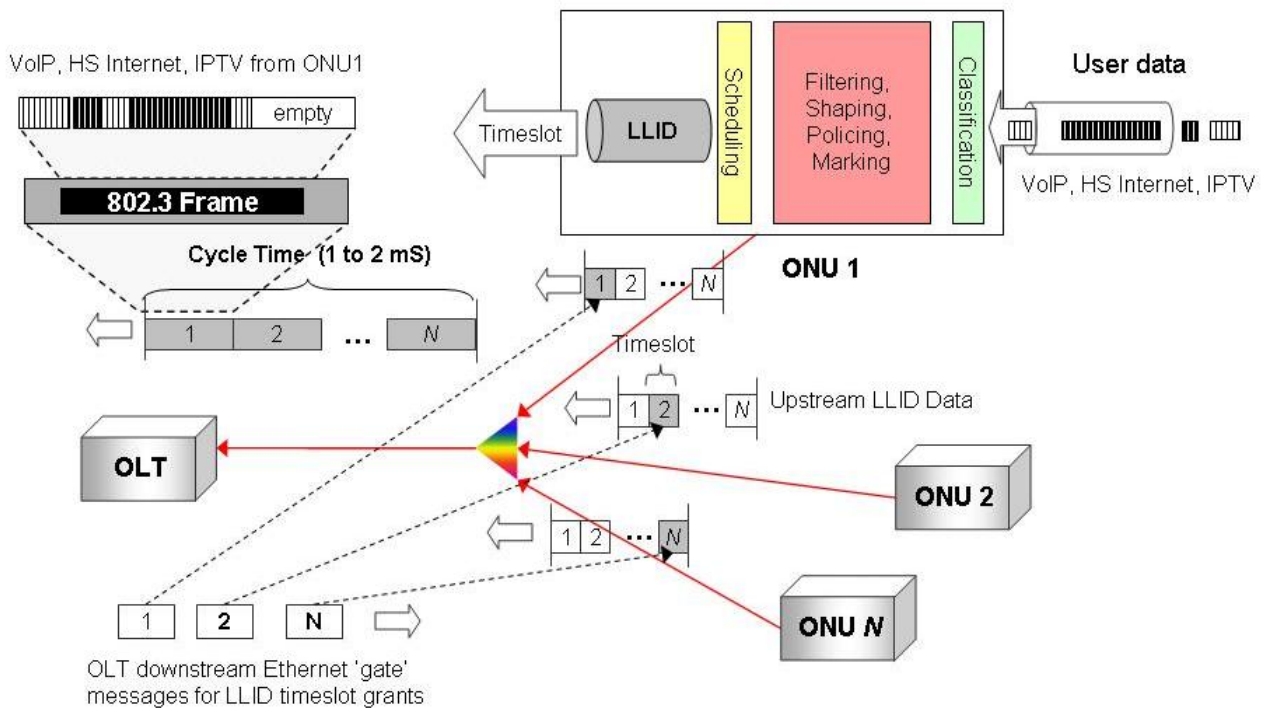 VoIP, HS Internet, IPTV from ONU1
empty
802.3 Frame
Cycle Time (1 to 2 mS)
1 2 ... N
Timeslot
LLID
Scheduling
Filtering,
Shaping,
Policing,
Marking
Classification
User data
VoIP, HS Internet, IPTV
ONU 1
1 2 ... N
Timeslot
1 2 ... N
Upstream LLID Data
OLT
ONU 2
1 2 ... N
ONU N
1 2 N
OLT downstream Ethernet 'gate'
messages for LLID timeslot grants